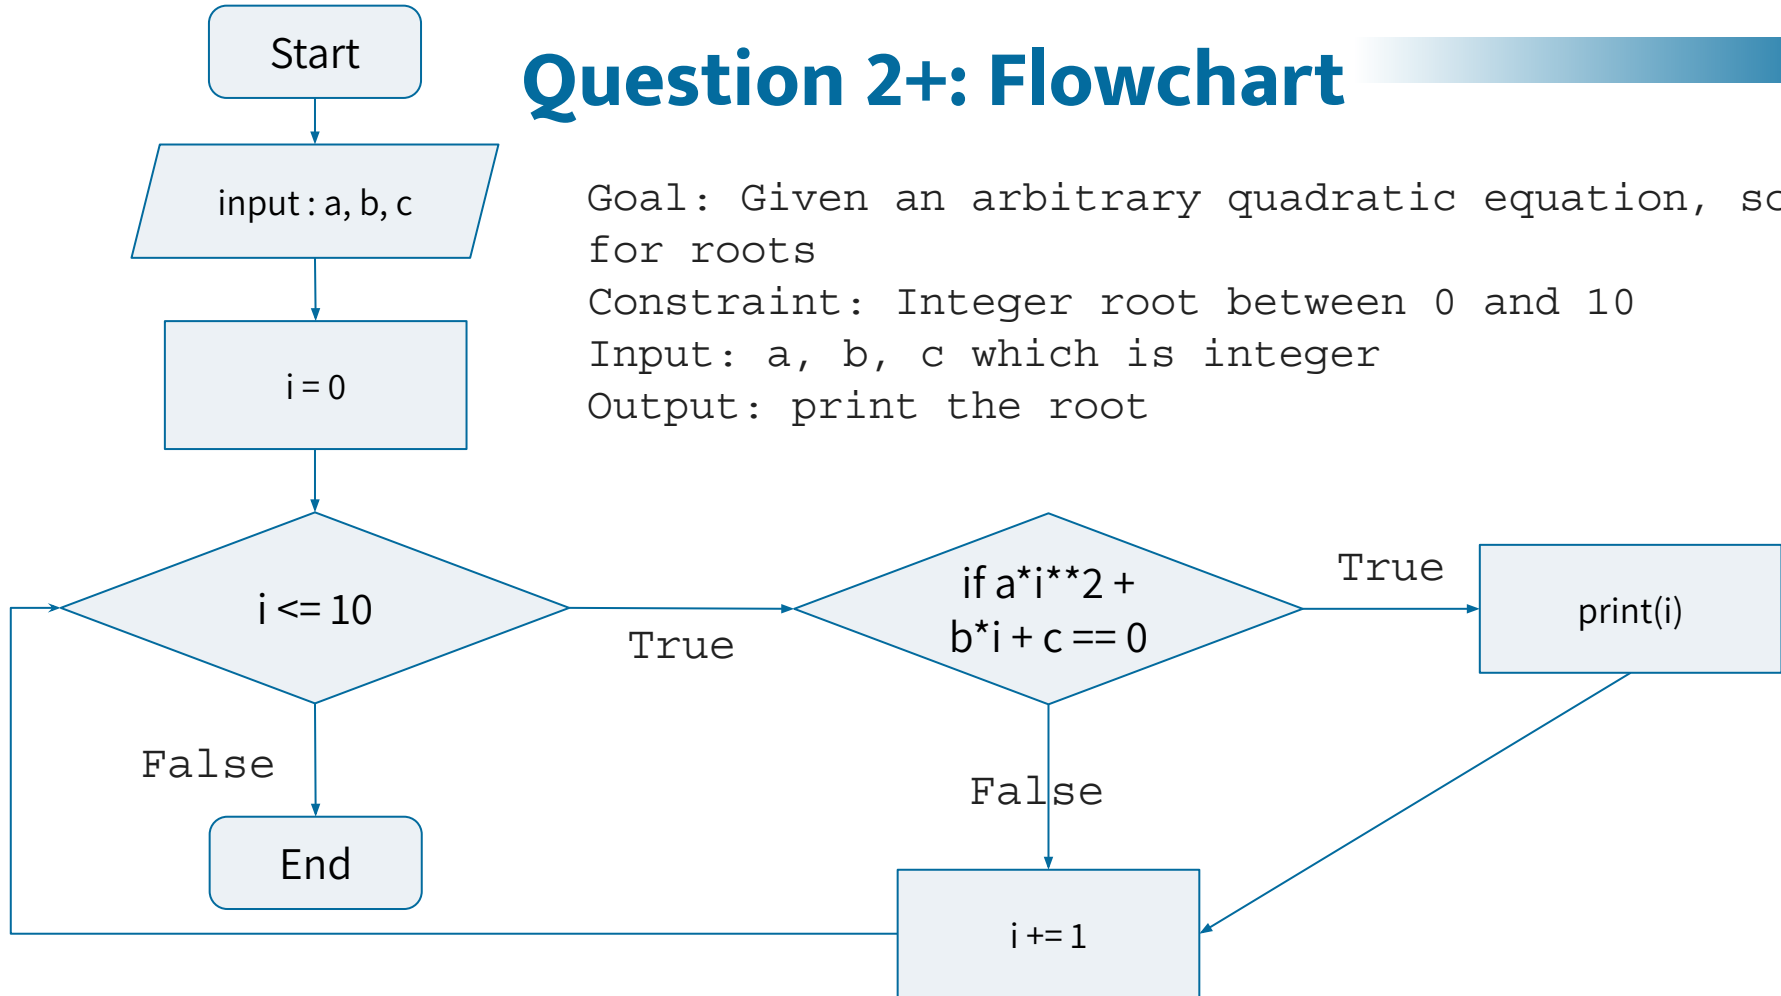 Start
Question 2+: Flowchart
input : a, b, c
Goal: Given an arbitrary quadratic equation,
for roots
Constraint: Integer root between 0 and 10
Input: a, b, c which is integer
Output: print the root
i = 0
i <= 10
True
if a*i**2 +
b*i + c == 0
True
print(i)
False
False
End
i += 1